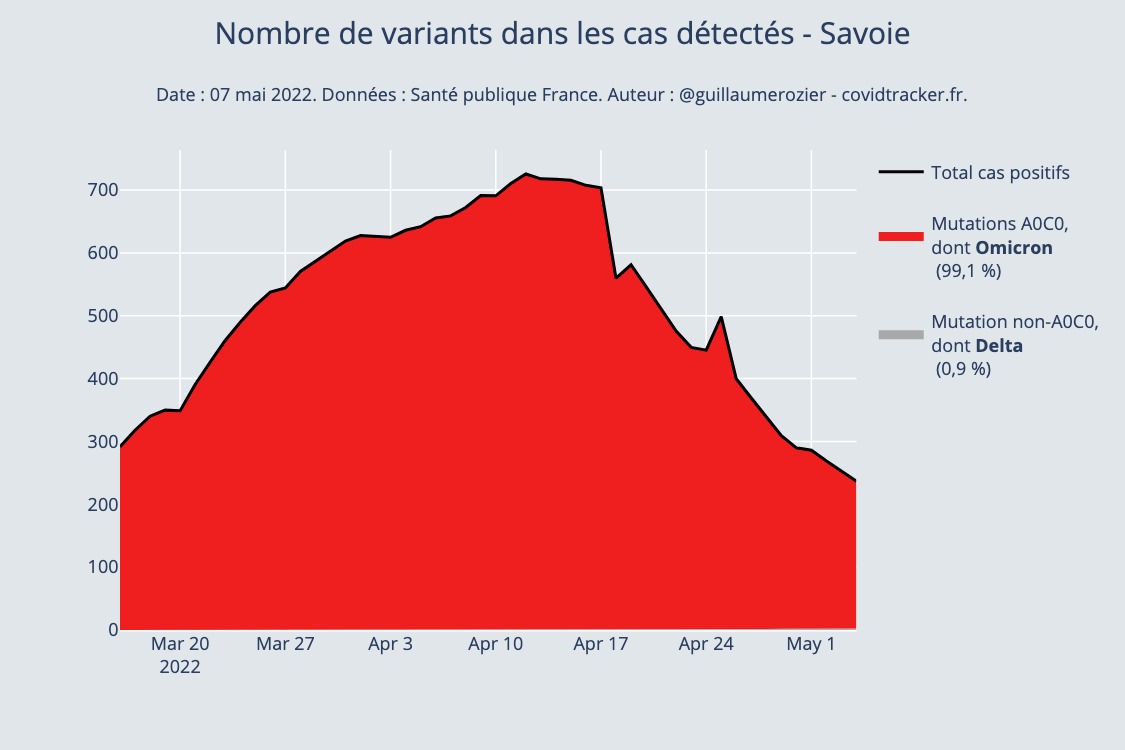 Nombre de variants dans les cas détectés - Savoie
Date : 07 mai 2022. Données : Santé publique France. Auteur : @guillaumerozier - covidtracker.fr.
Total cas positifs
Mutations A0C0,
dont Omicron
(99,1 %)
Mutation non-A0C0,
dont Delta
(0,9 %)
700
600
500
400
300
200
100
0
Mar 20
2022
Mar 27
Apr 3
Apr 10
Apr 17
Apr 24
May 1